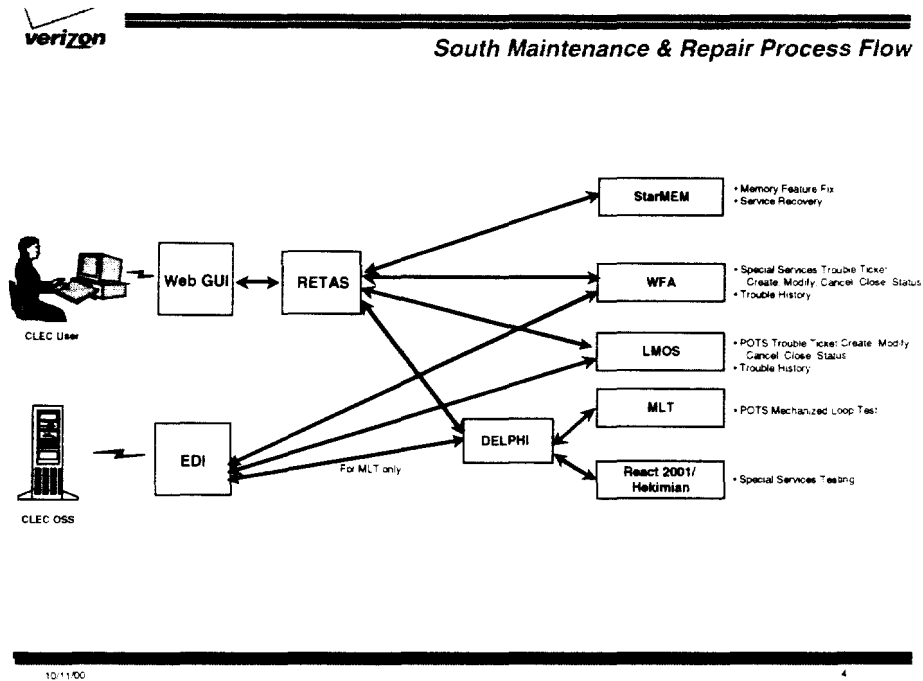 verizon
South Maintenance & Repair Process Flow
StarMEM
• Memory Feature Fix
• Service Recovery
Web GUI
RETAS
WFA
• Special Services Trouble Ticket
Create, Modify, Cancel, Close, Status
• Trouble History
CLEC User
LMOS
• POTS Trouble Ticket Create, Modify
Cancel, Close, Status
• Trouble History
MLT
• POTS Mechanized Loop Test
EDI
DELPHI
For MLT only
React 2001/
Hekimian
• Special Services Testing
CLEC OSS
10/11/00
4